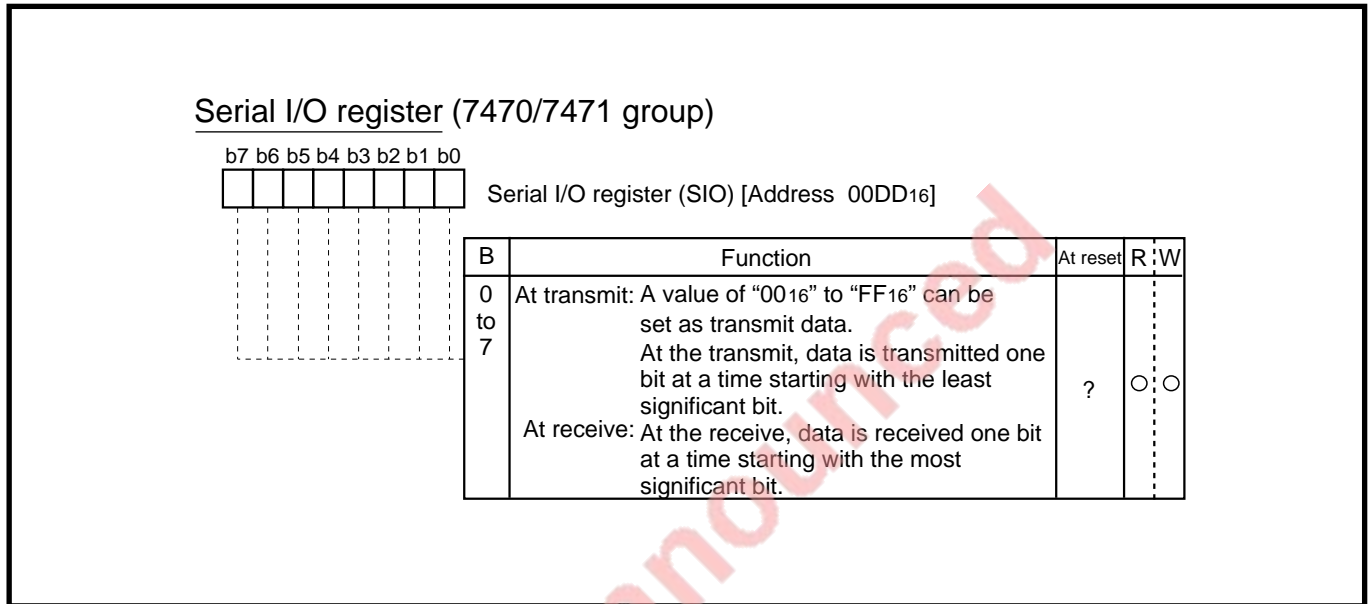 Serial I/O register (7470/7471 group)
b7 b6 b5 b4 b3 b2 b1 b0
Serial I/O register (SIO) [Address 00DD16]
B Function At reset R W
0 At transmit: A value of “0016” to “FF16” can be
to set as transmit data.
7 At the transmit, data is transmitted one
bit at a time starting with the least
significant bit.
? ○ ○
At receive: At the receive, data is received one bit
at a time starting with the most
significant bit.